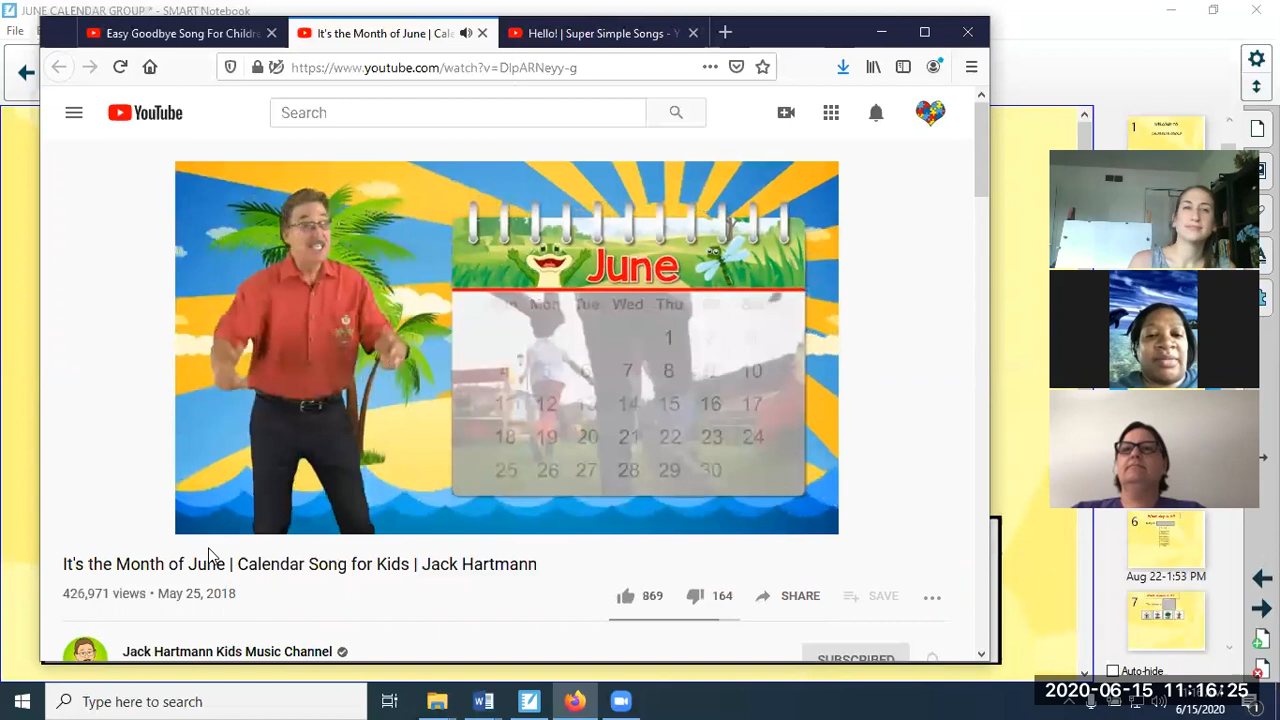 JUNE CALENDAR GROUP * - SMART Notebook
File
Easy Goodbye Song For Childre
It's the Month of June | Cale
Hello! | Super Simple Songs - Y
https://www.youtube.com/watch?v=DlpARNeyy-g
YouTube
Search
June
Mon Tue Wed Thu
1
7 8 10
12 14 15 16 17
18 19 20 21 22 23 24
25 26 27 28 29 30
It's the Month of June | Calendar Song for Kids | Jack Hartmann
426,971 views • May 25, 2018
869 164 SHARE SAVE
Jack Hartmann Kids Music Channel
SUBSCRIBED
1
6
Aug 22-1:53 PM
7
Auto-hide
2020-06-15 11:16:25
Type here to search
6/15/2020